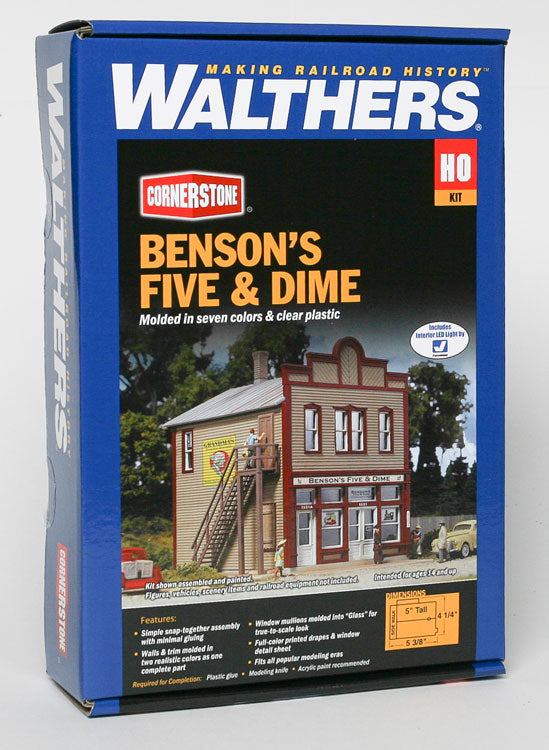 MAKING RAILROAD HISTORY™
WALTHERS®
HO
KIT
CORNERSTONE®
BENSON'S
FIVE & DIME
Molded in seven colors & clear plastic
Includes
Interior LED Light by
GRANDMA'S
BENSON'S FIVE & DIME
Kit shown assembled and painted.
Figures, vehicles, scenery items and railroad equipment not included.
Intended for ages 14 and up
Features:
• Simple snap-together assembly
with minimal gluing
• Walls & trim molded in
two realistic colors as one
complete part
• Window mullions molded into "Glass" for
true-to-scale look
• Full-color printed drapes & window
detail sheet
• Fits all popular modeling eras
DIMENSIONS
SIDE WALK
5" Tall
4 1/4"
5 3/8"
Required for Completion: Plastic glue • Modeling knife • Acrylic paint recommended
WALTHERS
CORNERSTONE